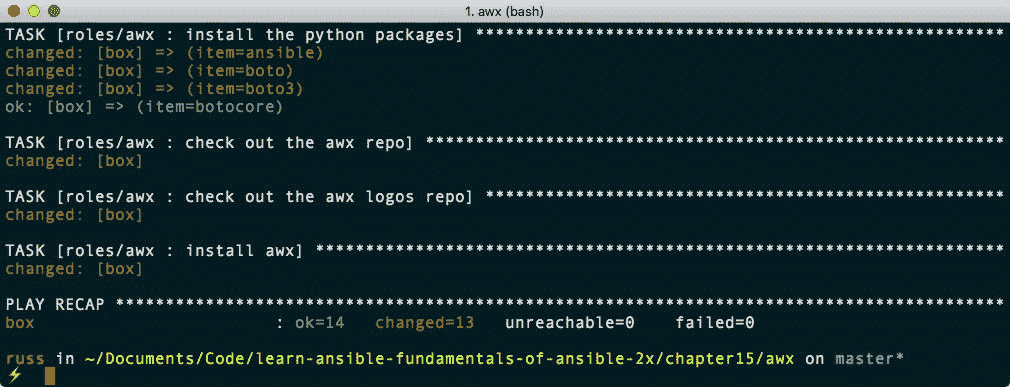 1. awx (bash)
TASK [roles/awx : install the python packages] *****************************************************
changed: [box] => (item=ansible)
changed: [box] => (item=boto)
changed: [box] => (item=boto3)
ok: [box] => (item=botocore)
TASK [roles/awx : check out the awx repo] **********************************************************
changed: [box]
TASK [roles/awx : check out the awx logos repo] ****************************************************
changed: [box]
TASK [roles/awx : install awx] *********************************************************************
changed: [box]
PLAY RECAP *****************************************************************************************
box : ok=14 changed=13 unreachable=0 failed=0
russ in ~/Documents/Code/learn-ansible-fundamentals-of-ansible-2x/chapter15/awx on master*
⚡